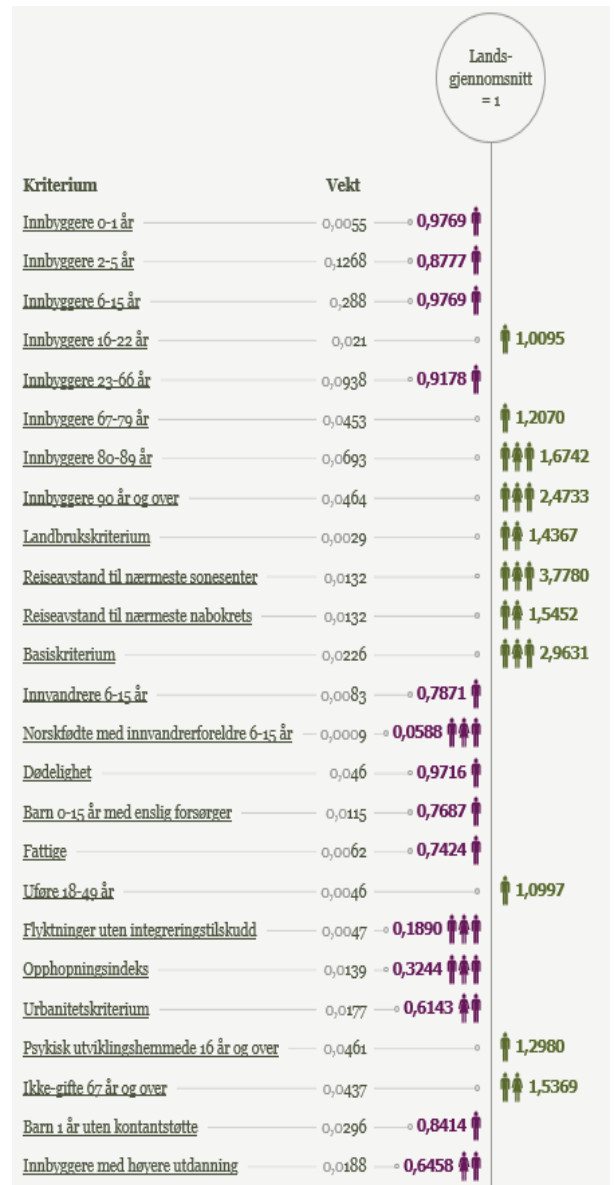 Lands-
gjennomsnitt
= 1
Kriterium Vekt
Innbyggere 0-1 år 0,0055 0,9769
Innbyggere 2-5 år 0,1268 0,8777
Innbyggere 6-15 år 0,288 0,9769
Innbyggere 16-22 år 0,021 1,0095
Innbyggere 23-66 år 0,0938 0,9178
Innbyggere 67-79 år 0,0453 1,2070
Innbyggere 80-89 år 0,0693 1,6742
Innbyggere 90 år og over 0,0464 2,4733
Landbrukskriterium 0,0029 1,4367
Reiseavstand til nærmeste sonesenter 0,0132 3,7780
Reiseavstand til nærmeste nabokrets 0,0132 1,5452
Basiskriterium 0,0226 2,9631
Innvandrere 6-15 år 0,0083 0,7871
Norskfødte med innvandrerforeldre 6-15 år 0,0009 0,0588
Dødelighet 0,046 0,9716
Barn 0-15 år med enslig forsørger 0,0115 0,7687
Fattige 0,0062 0,7424
Uføre 18-49 år 0,0046 1,0997
Flyktninger uten integreringstilskudd 0,0047 0,1890
Opphopningsindeks 0,0139 0,3244
Urbanitetskriterium 0,0177 0,6143
Psykisk utviklingshemmede 16 år og over 0,0461 1,2980
Ikke-gifte 67 år og over 0,0437 1,5369
Barn 1 år uten kontantstøtte 0,0296 0,8414
Innbyggere med høyere utdanning 0,0188 0,6458